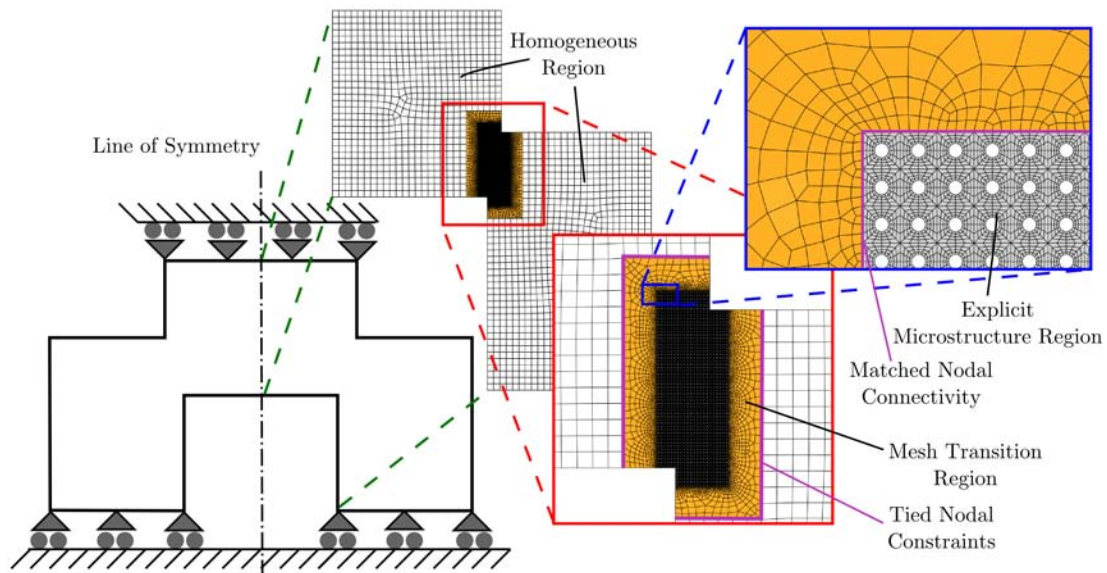 Homogeneous
Region
Line of Symmetry
Explicit
Microstructure Region
Matched Nodal
Connectivity
Mesh Transition
Region
Tied Nodal
Constraints